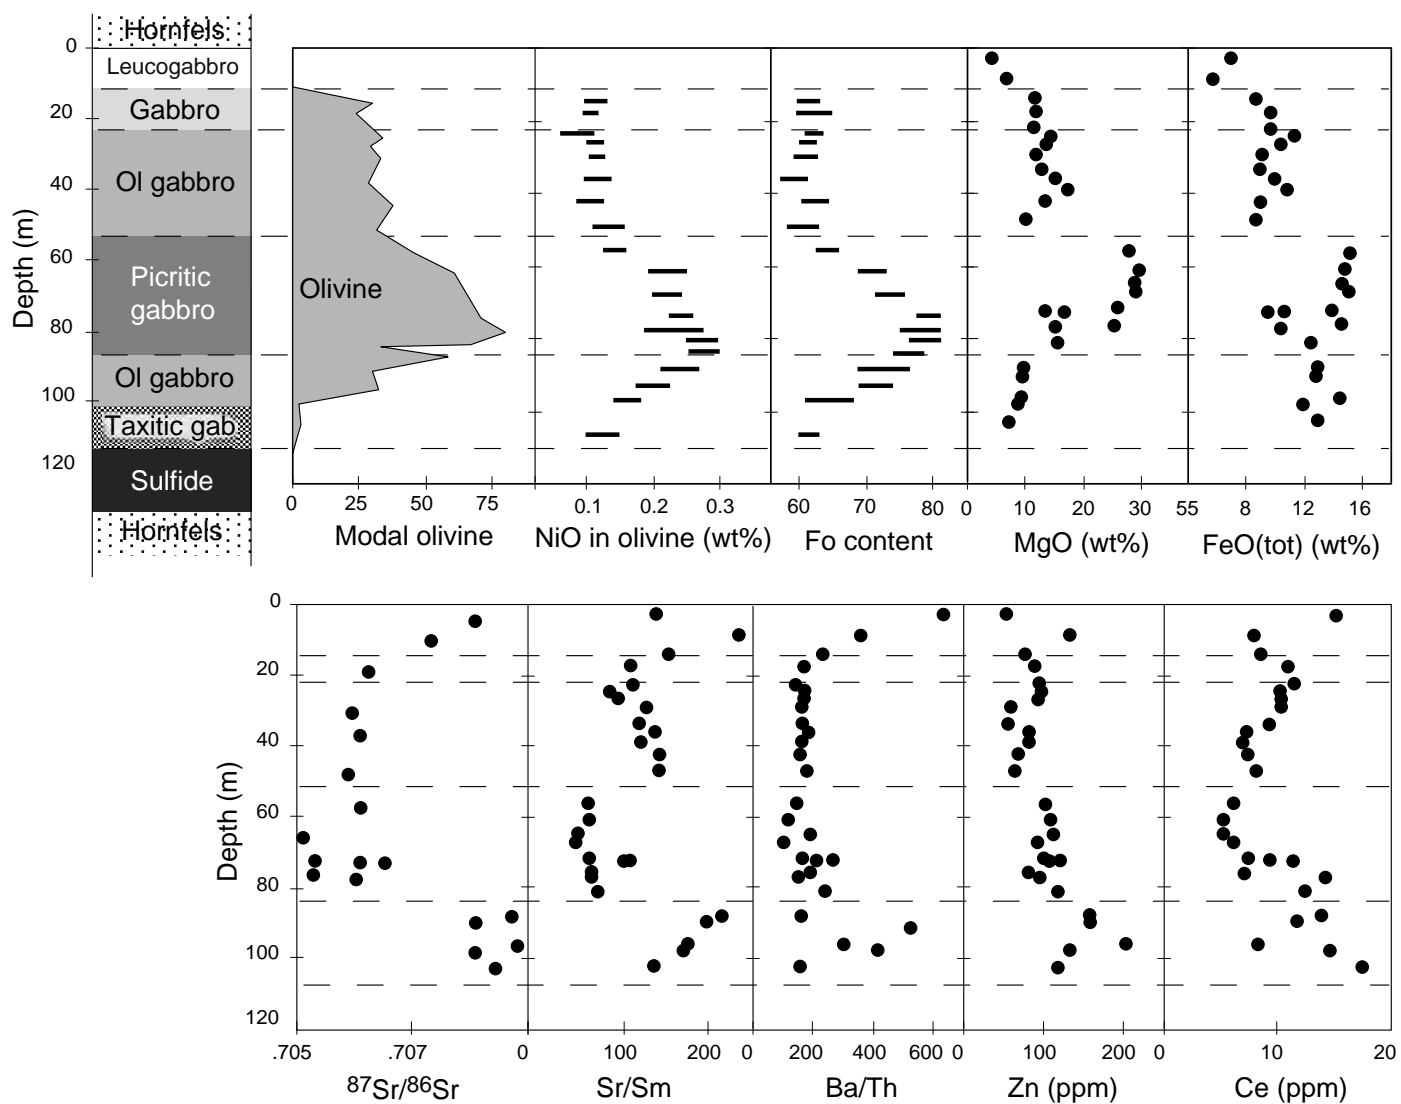 Hornfels
0
Leucogabbro
Gabbro
20
Ol gabbro
40
Depth (m)
60
Picritic
gabbro
Olivine
80
Ol gabbro
100
Taxitic gab
120
Sulfide
Hornfels
0 25 50 75
0.1 0.2 0.3
60 70 80
0 10 20 30
55 8 12 16
Modal olivine
NiO in olivine (wt%)
Fo content
MgO (wt%)
FeO(tot) (wt%)
0
20
40
60
Depth (m)
80
100
120
.705 .707 0
100 200 0
200 400 600 0
100 200 0
10 20
87Sr/86Sr
Sr/Sm
Ba/Th
Zn (ppm)
Ce (ppm)